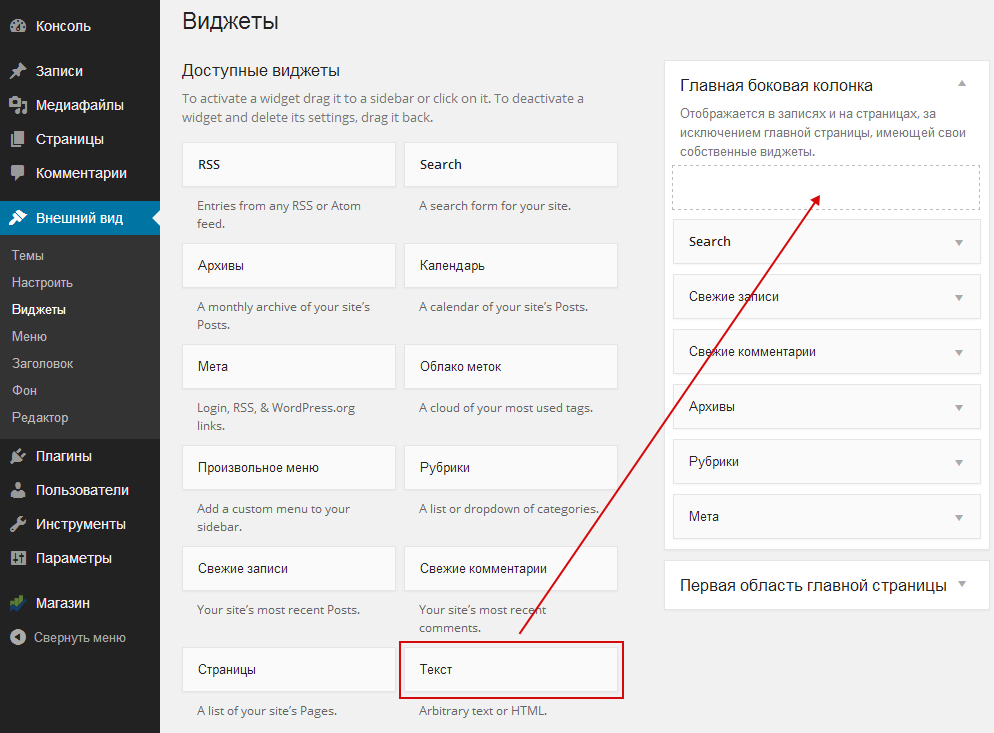 Консоль
Записи
Медиафайлы
Страницы
Комментарии
Внешний вид
Темы
Настроить
Виджеты
Меню
Заголовок
Фон
Редактор
Плагины
Пользователи
Инструменты
Параметры
Магазин
Свернуть меню
Виджеты
Доступные виджеты
To activate a widget drag it to a sidebar or click on it. To deactivate a
widget and delete its settings, drag it back.
RSS
Entries from any RSS or Atom
feed.
Search
A search form for your site.
Архивы
A monthly archive of your site’s
Posts.
Календарь
A calendar of your site’s Posts.
Мета
Login, RSS, & WordPress.org
links.
Облако меток
A cloud of your most used tags.
Произвольное меню
Add a custom menu to your
sidebar.
Рубрики
A list or dropdown of categories.
Свежие записи
Your site’s most recent Posts.
Свежие комментарии
Your site’s most recent
comments.
Страницы
A list of your site’s Pages.
Текст
Arbitrary text or HTML.
Главная боковая колонка
Отображается в записях и на страницах, за
исключением главной страницы, имеющей свои
собственные виджеты.
Search
Свежие записи
Свежие комментарии
Архивы
Рубрики
Мета
Первая область главной страницы